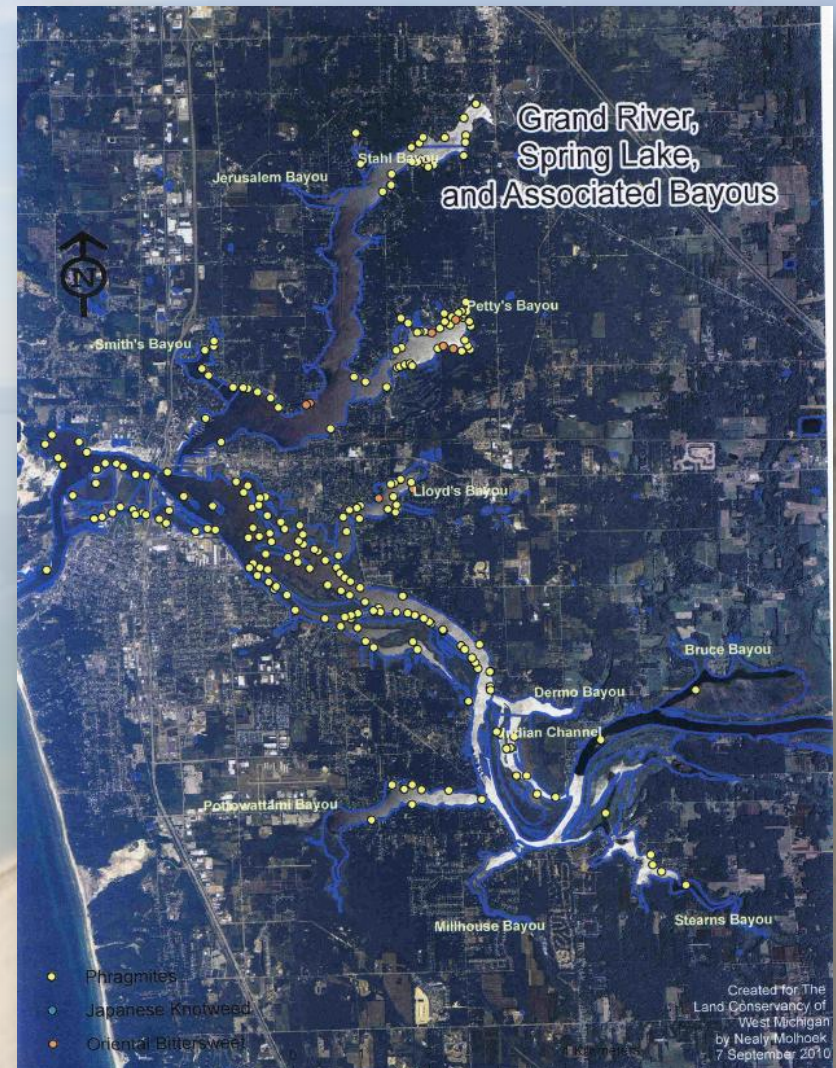 Grand River,
Spring Lake,
and Associated Bayous
Stahl Bayou
Jerusalem Bayou
N
Petty's Bayou
Smith's Bayou
Lloyd's Bayou
Bruce Bayou
Dermo Bayou
Indian Channel
Pottowattami Bayou
Millhouse Bayou
Stearns Bayou
Phragmites
Japanese Knotweed
Oriental Bittersweet
Created for The
Land Conservancy of
West Michigan
by Nealy Molhoek
7 September 2010